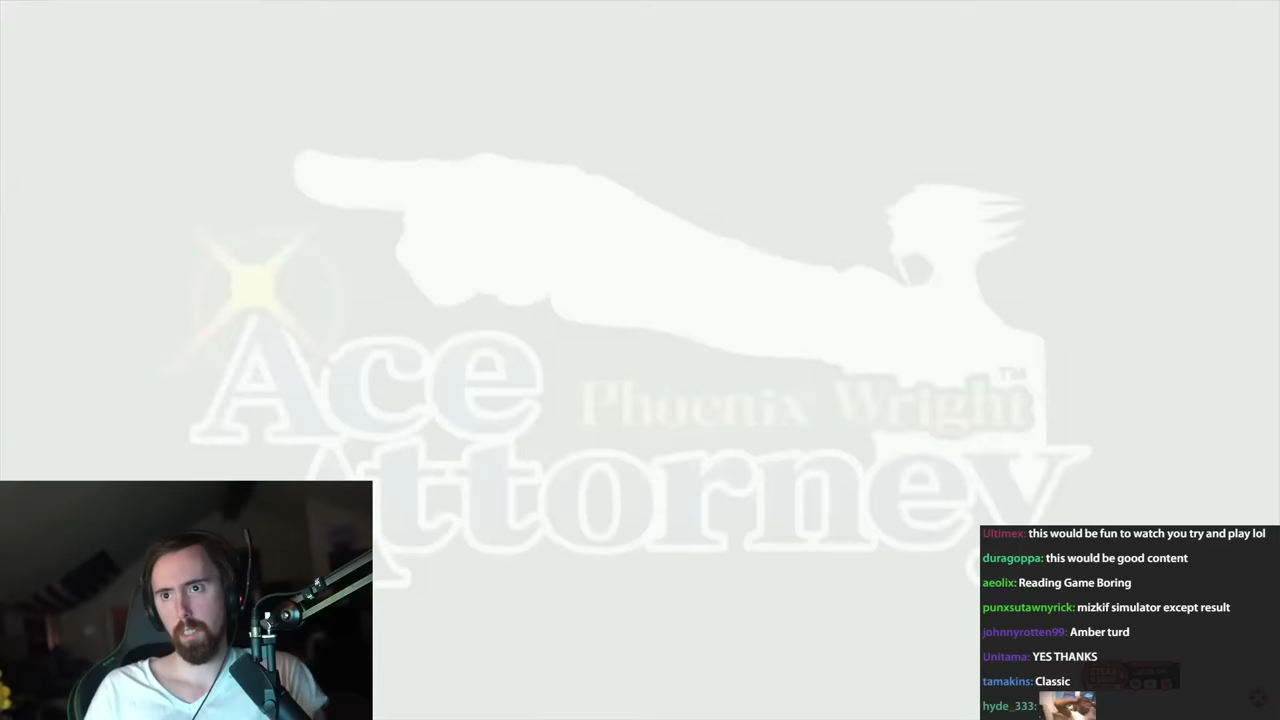 Ace
Phoenix Wright™
Attorney
Ultimex: this would be fun to watch you try and play lol
duragoppa: this would be good content
aeolix: Reading Game Boring
punxsutawnyrick: mizkif simulator except result
johnnyrotten99: Amber turd
Unitama: YES THANKS
tamakins: Classic
hyde_333: